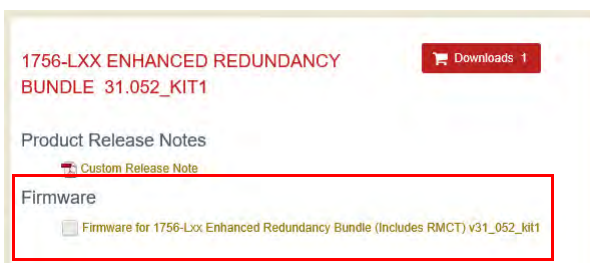 1756-LXX ENHANCED REDUNDANCY
BUNDLE 31.052_KIT1
Downloads 1
Product Release Notes
Custom Release Note
Firmware
Firmware for 1756-Lxx Enhanced Redundancy Bundle (Includes RMCT) v31_052_kit1